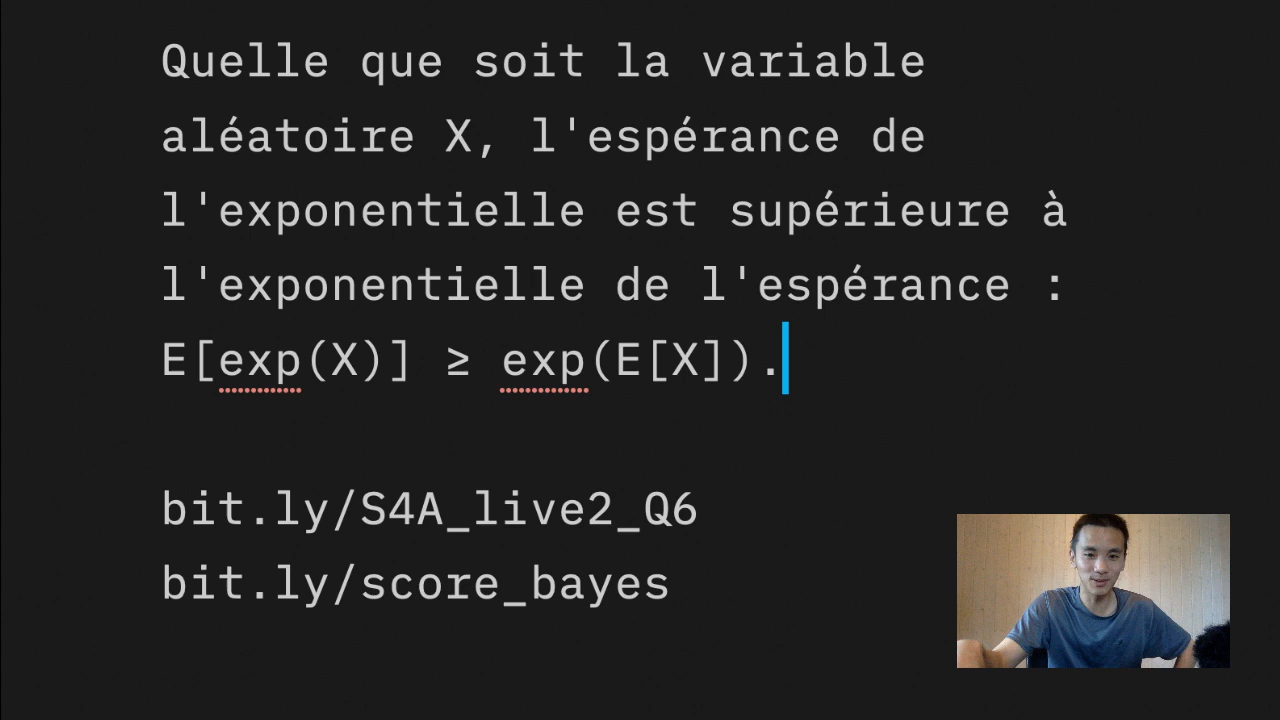 Quelle que soit la variable
aléatoire X, l'espérance de
l'exponentielle est supérieure à
l'exponentielle de l'espérance :
E[exp(X)] ≥ exp(E[X]).
bit.ly/S4A_live2_Q6
bit.ly/score_bayes